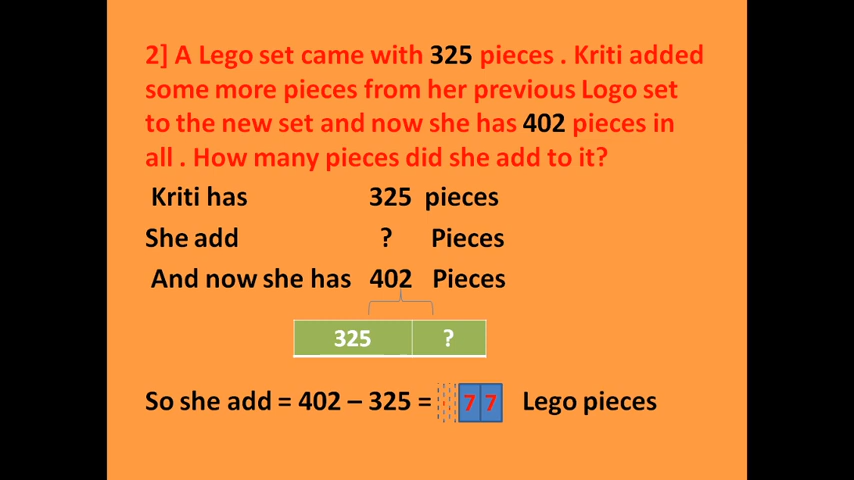 2] A Lego set came with 325 pieces . Kriti added
some more pieces from her previous Logo set
to the new set and now she has 402 pieces in
all . How many pieces did she add to it?
Kriti has 325 pieces
She add ? Pieces
And now she has 402 Pieces
325 ?
So she add = 402 – 325 = 7 7 Lego pieces